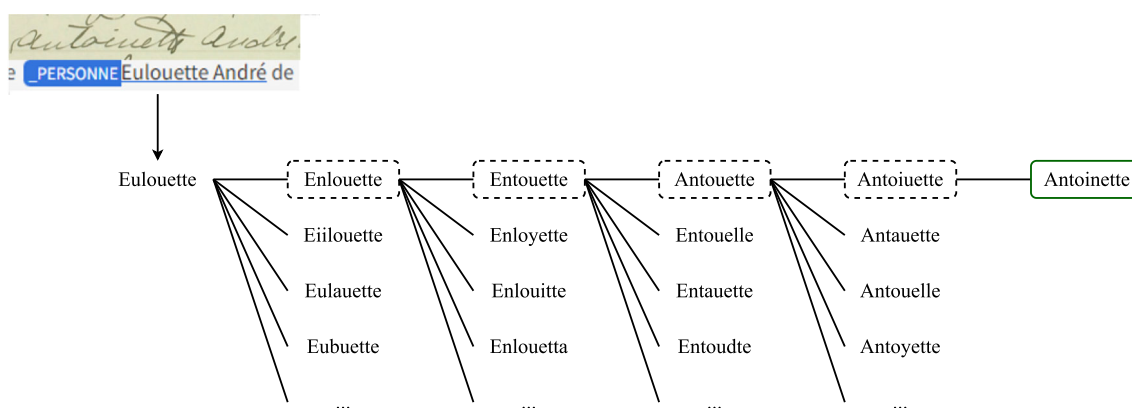 antoinette andré
e _PERSONNE Eulouette André de
Eulouette Enlouette Entouette Antouette Antoiuette Antoinette
Eiilouette Enloyette Entouelle Antauette
Eulauette Enlouitte Entauette Antouelle
Eubuette Enlouetta Entoudte Antoyette
... ... ... ...